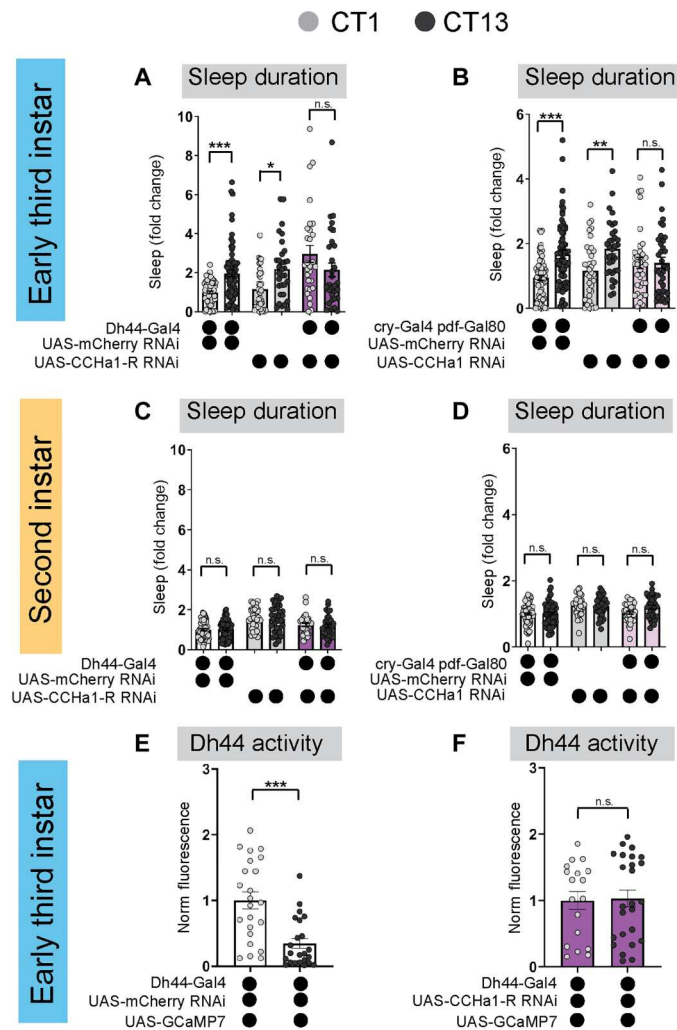 CT1 CT13
Early third instar
A Sleep duration
n.s.
***
*
Sleep (fold change)
10
8
6
4
2
0
Dh44-Gal4
UAS-mCherry RNAi
UAS-CCHa1-R RNAi
B Sleep duration
***
**
n.s.
Sleep (fold change)
6
4
2
0
cry-Gal4 pdf-Gal80
UAS-mCherry RNAi
UAS-CCHa1 RNAi
Second instar
C Sleep duration
n.s.
n.s.
n.s.
Sleep (fold change)
10
8
6
4
2
0
Dh44-Gal4
UAS-mCherry RNAi
UAS-CCHa1-R RNAi
D Sleep duration
n.s.
n.s.
n.s.
Sleep (fold change)
6
4
2
0
cry-Gal4 pdf-Gal80
UAS-mCherry RNAi
UAS-CCHa1 RNAi
Early third instar
E Dh44 activity
***
Norm fluorescence
3
2
1
0
Dh44-Gal4
UAS-mCherry RNAi
UAS-GCaMP7
F Dh44 activity
n.s.
Norm fluorescence
3
2
1
0
Dh44-Gal4
UAS-CCHa1-R RNAi
UAS-GCaMP7